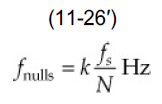 (11-26′)
f_nulls = k f_s/N Hz